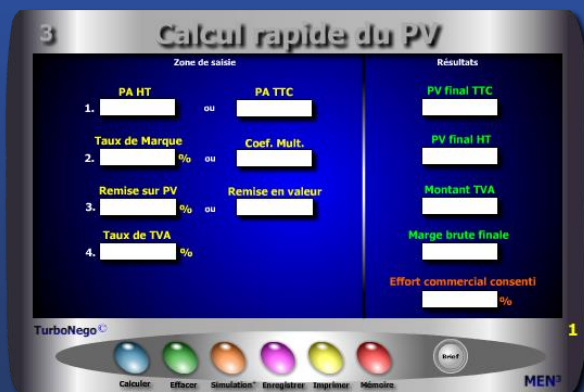 3
Calcul rapide du PV
Zone de saisie
Résultats
PA HT
PA TTC
PV final TTC
1.
ou
Taux de Marque
Coef. Mult.
PV final HT
2.
%
ou
Remise sur PV
Remise en valeur
Montant TVA
3.
%
ou
Taux de TVA
Marge brute finale
4.
%
Effort commercial consenti
%
TurboNego©
1
Brief
Calculer
Effacer
Simulation*
Enregistrer
Imprimer
Mémoire
MEN³